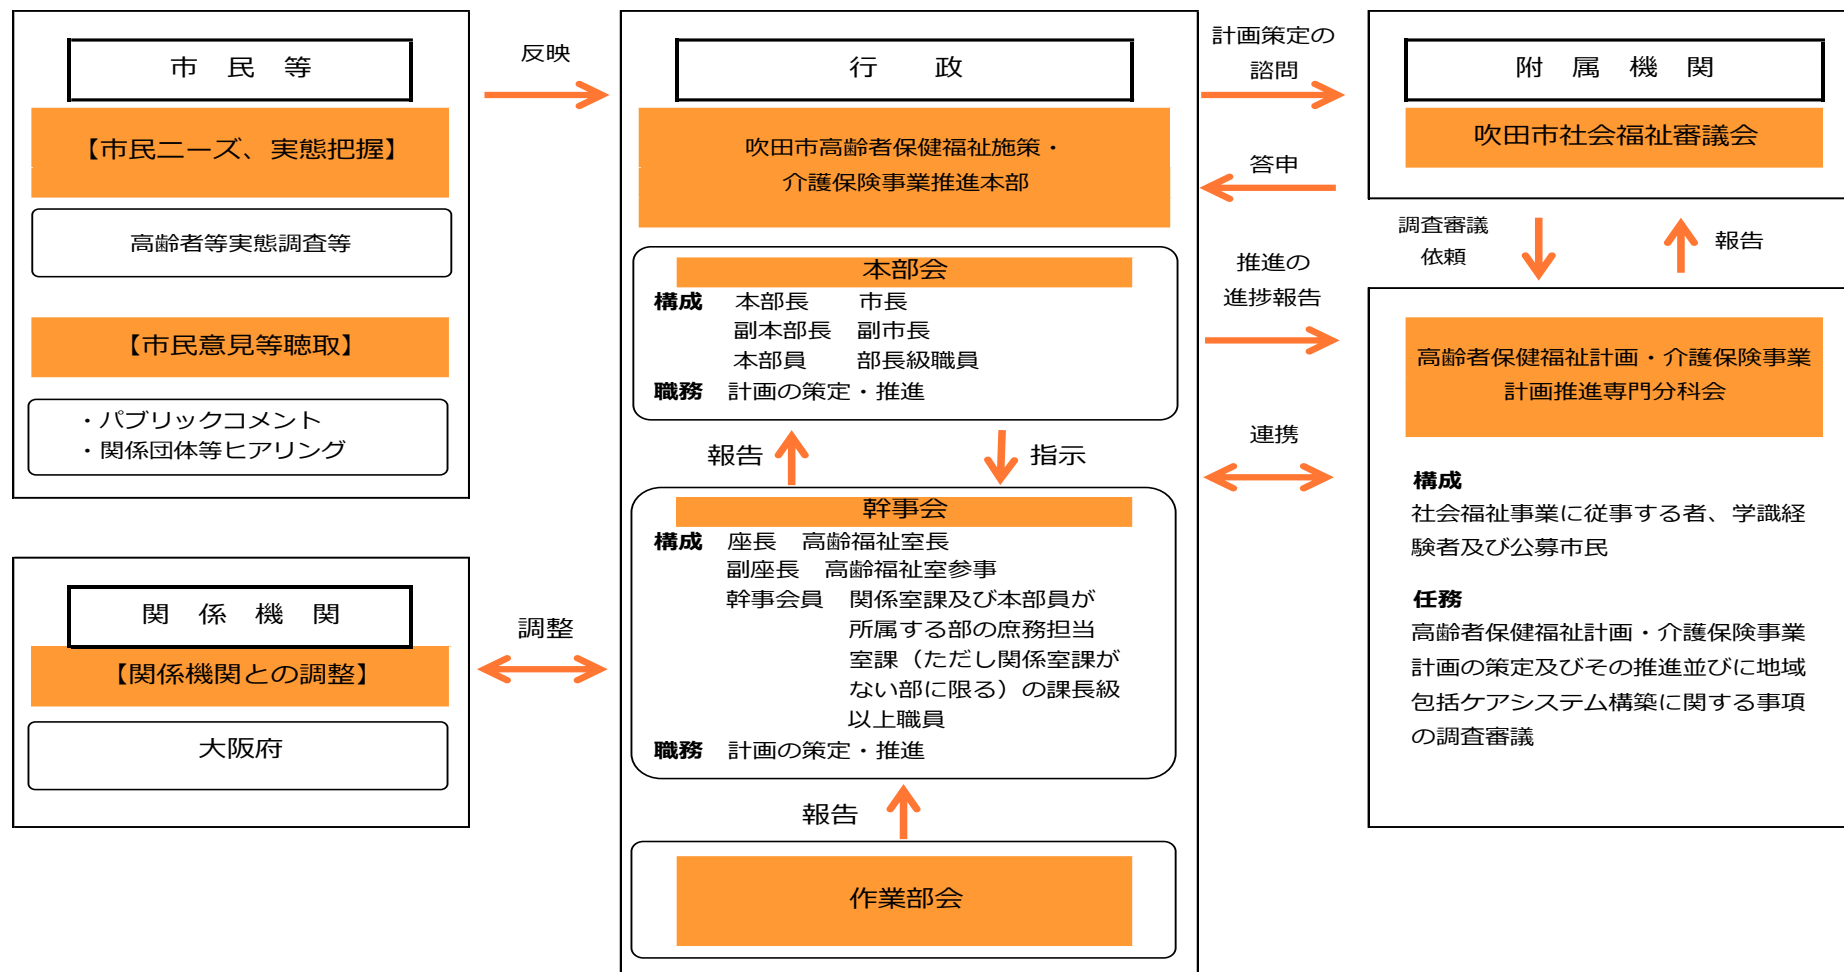 市 民 等
【市民ニーズ、実態把握】
高齢者等実態調査等
【市民意見等聴取】
・パブリックコメント
・関係団体等ヒアリング
関 係 機 関
【関係機関との調整】
大阪府
反映
調整
行 政
吹田市高齢者保健福祉施策・
介護保険事業推進本部
本部会
構成 本部長 市長
副本部長 副市長
本部員 部長級職員
職務 計画の策定・推進
報告
指示
幹事会
構成 座長 高齢福祉室長
副座長 高齢福祉室参事
幹事会員 関係室課及び本部員が
所属する部の庶務担当
室課（ただし関係室課が
ない部に限る）の課長級
以上職員
職務 計画の策定・推進
報告
作業部会
計画策定の
諮問
答申
推進の
進捗報告
連携
附 属 機 関
吹田市社会福祉審議会
調査審議
依頼
報告
高齢者保健福祉計画・介護保険事業
計画推進専門分科会
構成
社会福祉事業に従事する者、学識経
験者及び公募市民
任務
高齢者保健福祉計画・介護保険事業
計画の策定及びその推進並びに地域
包括ケアシステム構築に関する事項
の調査審議